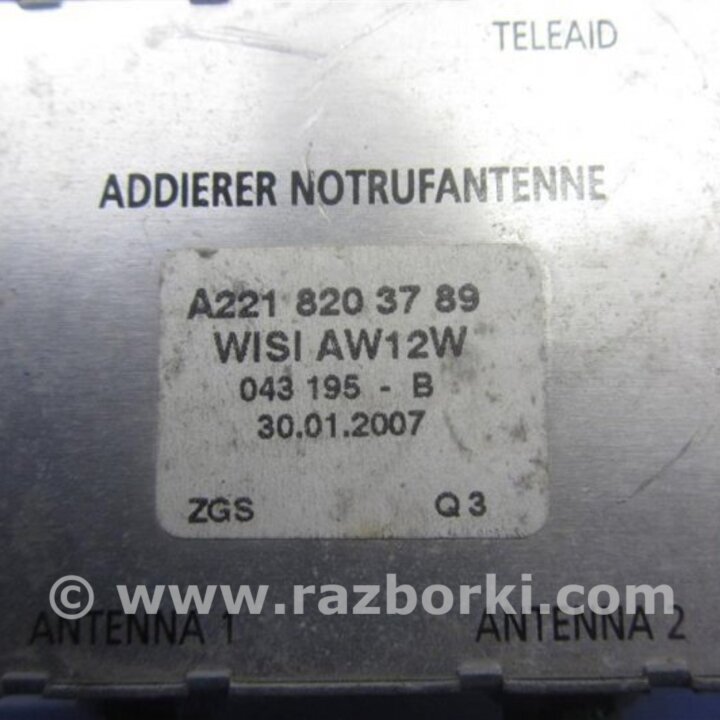 TELEAID
ADDIERER NOTRUFANTENNE
A221 820 37 89
WISI AW12W
043 195 - B
30.01.2007
ZGS Q3
© www.razborki.com
ANTENNA 1 ANTENNA 2